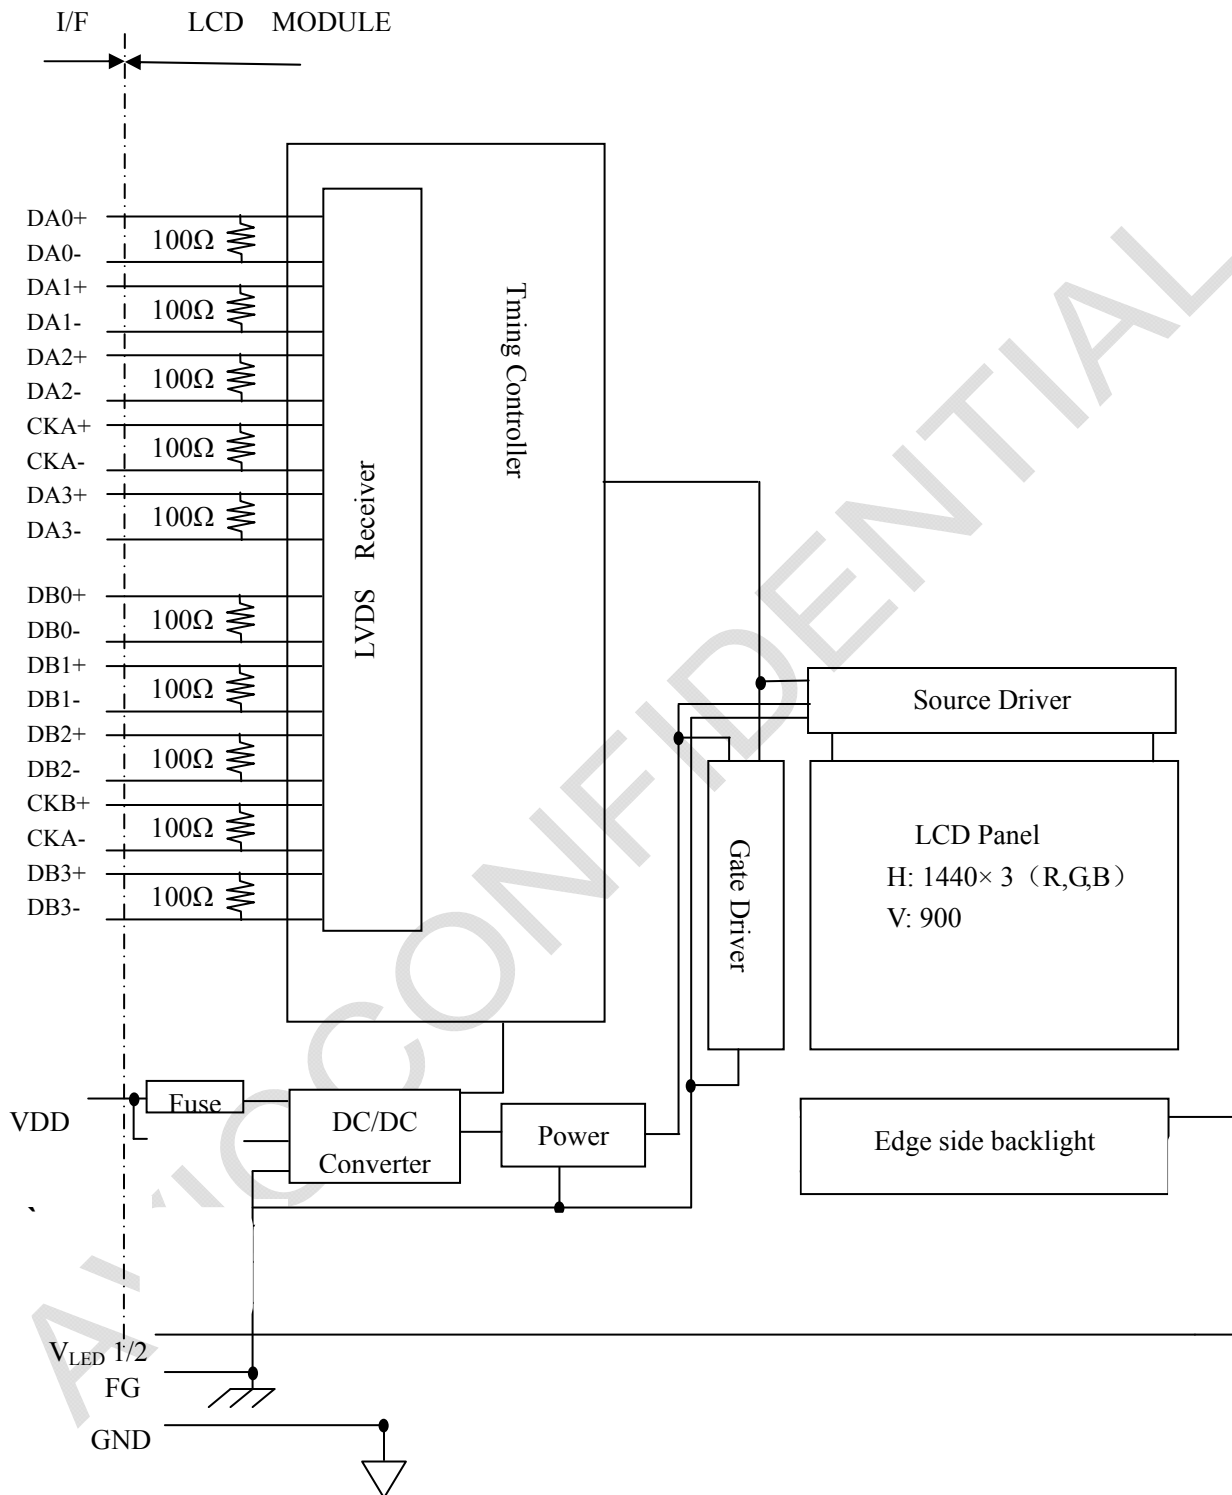 I/F
LCD MODULE
DA0+
DA0-
100Ω
DA1+
DA1-
100Ω
DA2+
DA2-
100Ω
CKA+
CKA-
100Ω
DA3+
DA3-
100Ω
DB0+
DB0-
100Ω
DB1+
DB1-
100Ω
DB2+
DB2-
100Ω
CKB+
CKA-
100Ω
DB3+
DB3-
100Ω
LVDS Receiver
Tming Controller
Source Driver
Gate Driver
LCD Panel
H: 1440× 3（R,G,B）
V: 900
VDD
Fuse
DC/DC
Converter
Power
Edge side backlight
VLED 1/2
FG
GND
CONFIDENTIAL